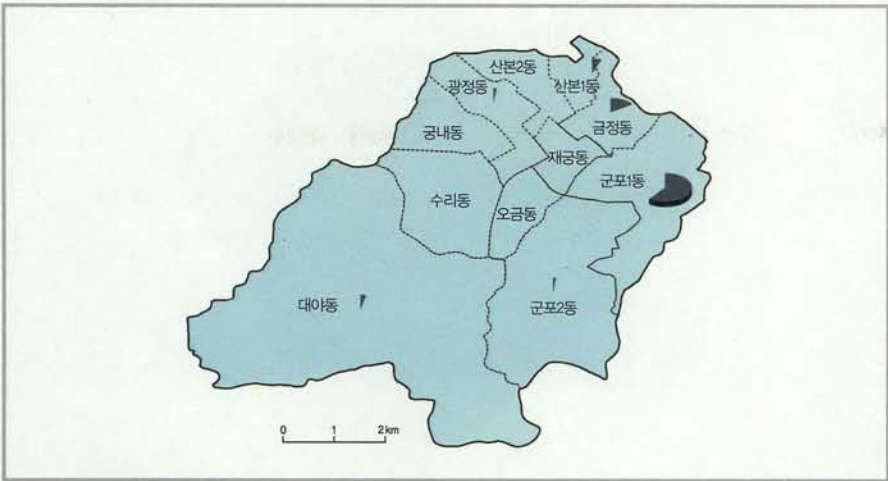 산본2동
광정동
산본1동
금정동
궁내동
재궁동
군포1동
수리동
오금동
대야동
군포2동
0 1 2km